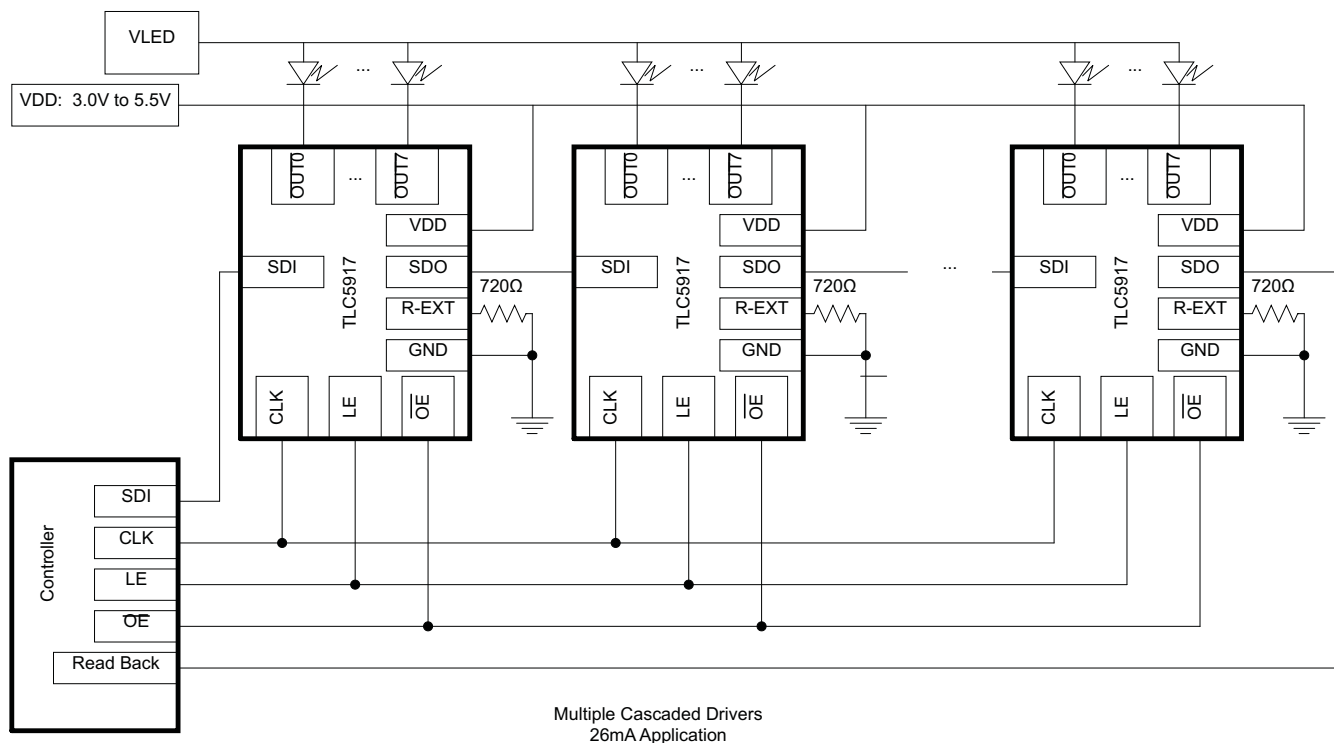 VLED
...
...
...
VDD: 3.0V to 5.5V
OUT0
...
OUT7
OUT0
...
OUT7
OUT0
...
OUT7
VDD
VDD
VDD
SDI
TLC5917
SDO
SDI
TLC5917
SDO
...
SDI
TLC5917
SDO
720Ω
720Ω
720Ω
R-EXT
R-EXT
R-EXT
GND
GND
GND
CLK
LE
OE
CLK
LE
OE
CLK
LE
OE
Controller
SDI
CLK
LE
OE
Read Back
Multiple Cascaded Drivers
26mA Application